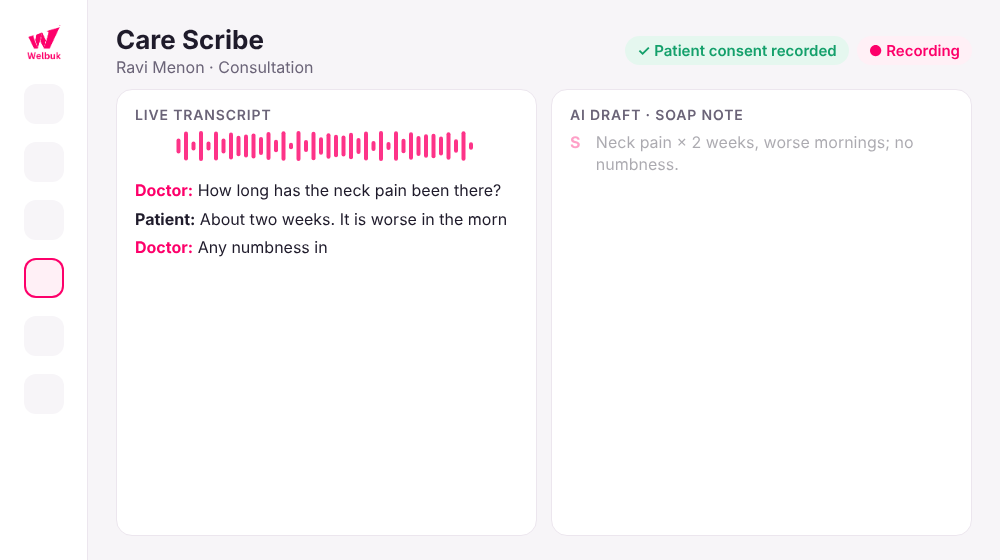 Welbuk
Care Scribe
Ravi Menon · Consultation
✓ Patient consent recorded
Recording
LIVE TRANSCRIPT
Doctor: How long has the neck pain been there?
Patient: About two weeks. It is worse in the morn
Doctor: Any numbness in
AI DRAFT · SOAP NOTE
S Neck pain × 2 weeks, worse mornings; no
numbness.